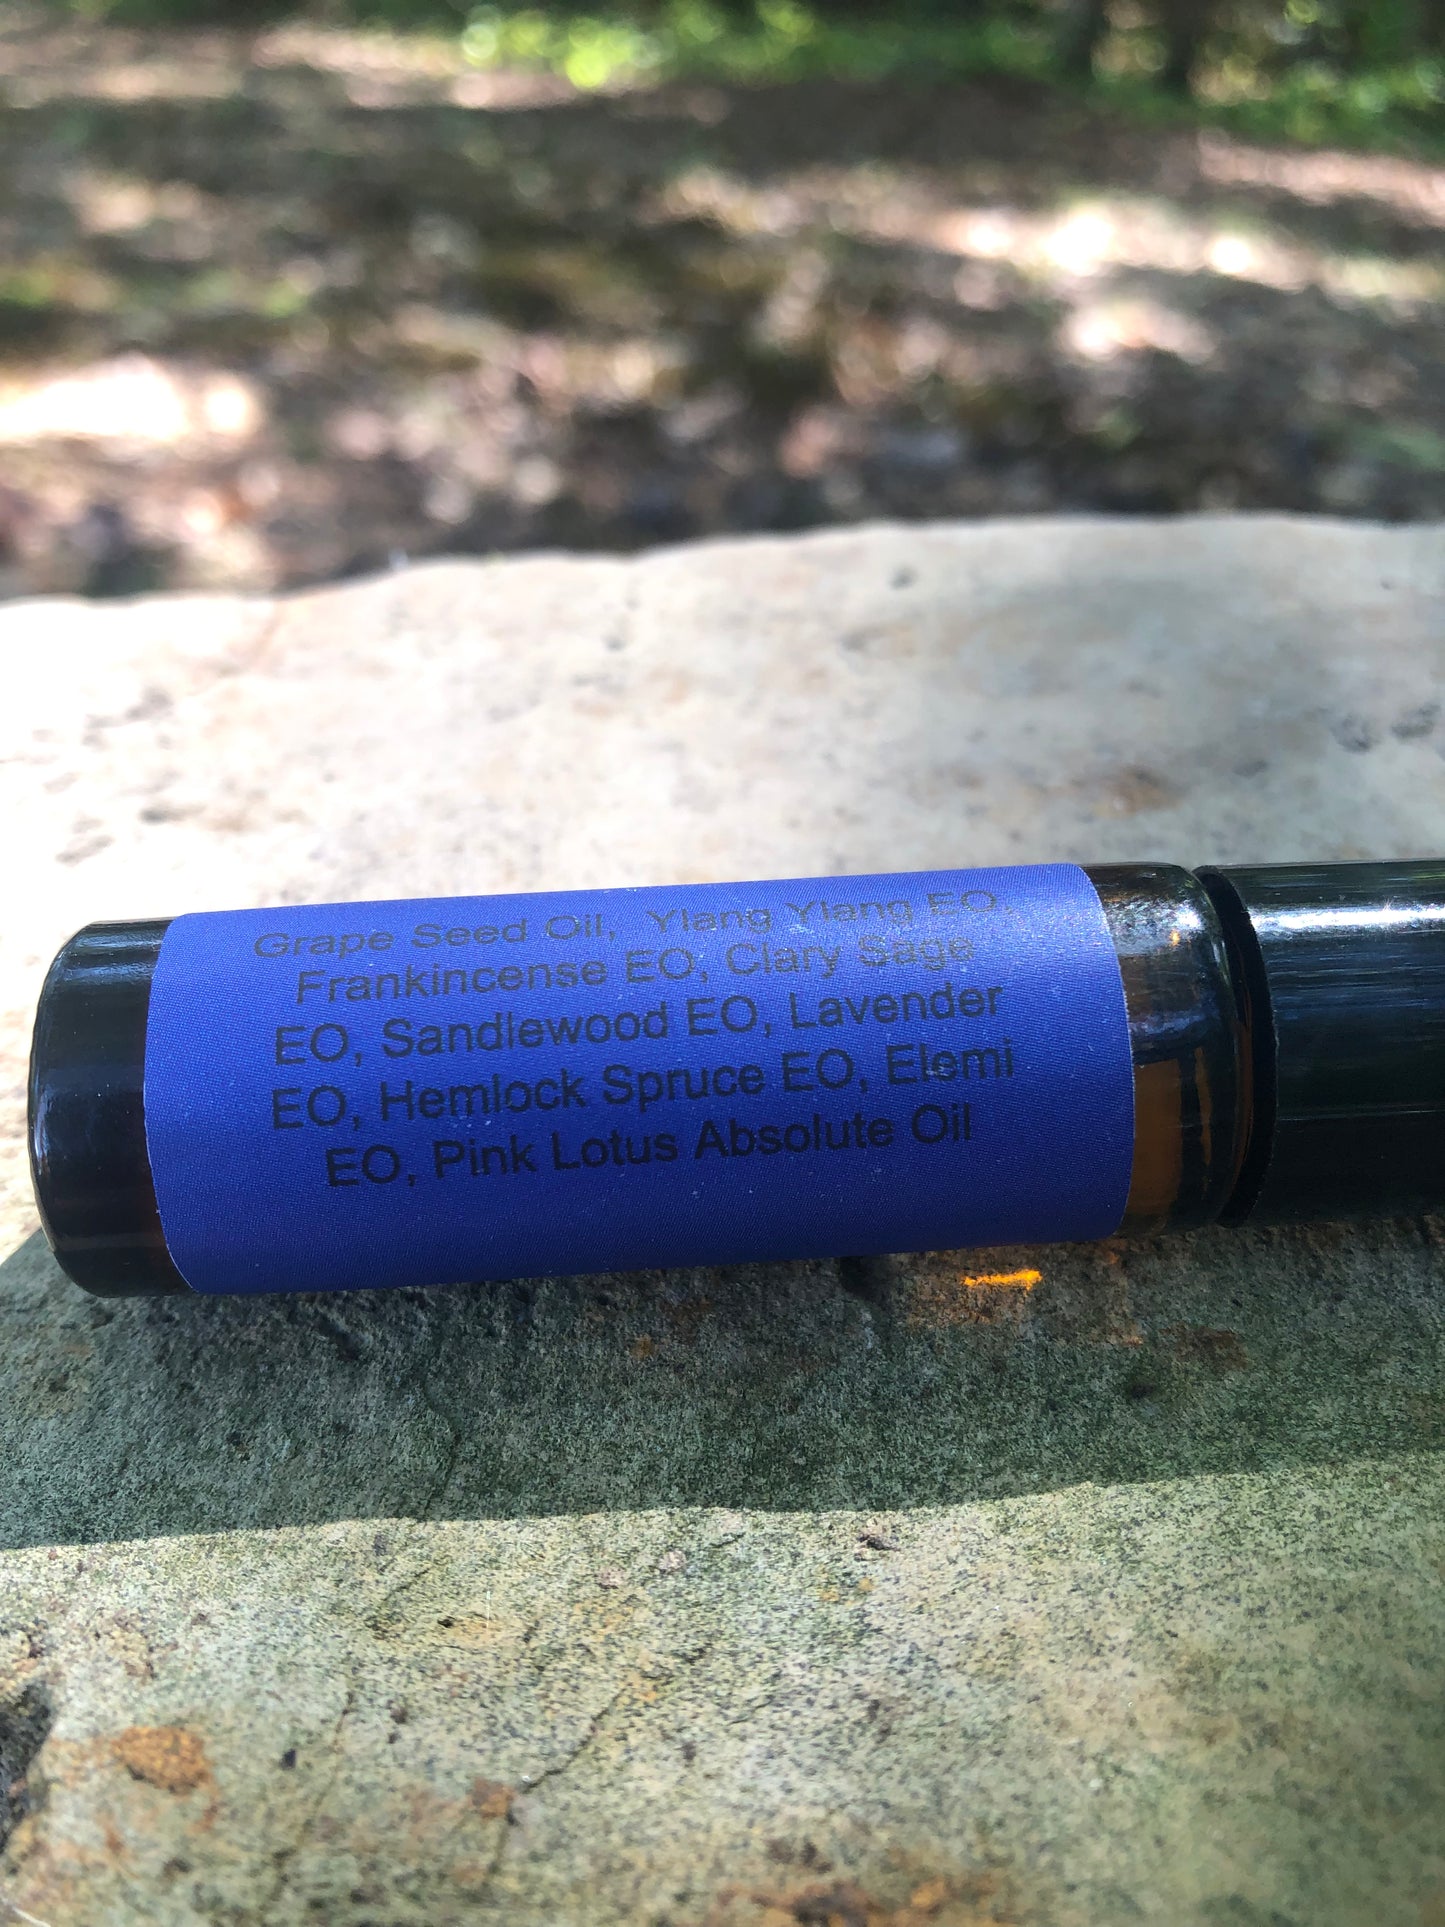 Grape Seed Oil, Ylang Ylang EO,
Frankincense EO, Clary Sage
EO, Sandlewood EO, Lavender
EO, Hemlock Spruce EO, Elemi
EO, Pink Lotus Absolute Oil